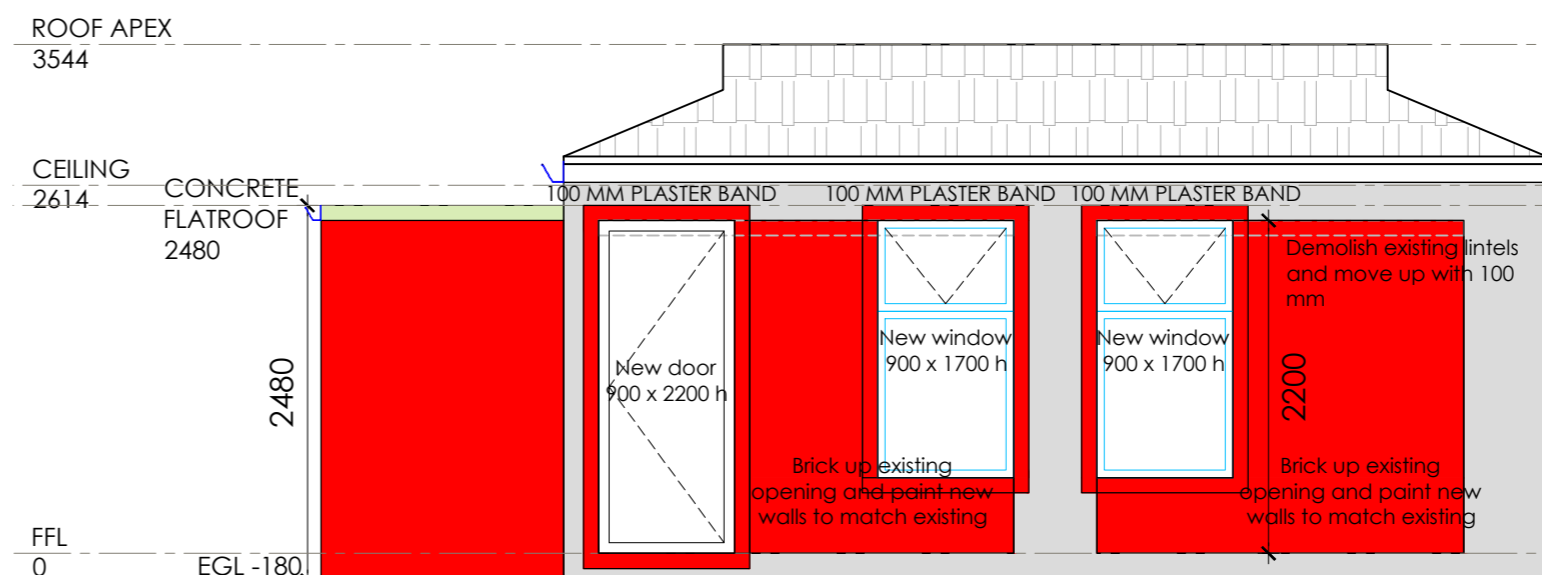 ROOF APEX
3544
CEILING
2614
CONCRETE
FLATROOF
2480
100 MM PLASTER BAND
100 MM PLASTER BAND
100 MM PLASTER BAND
Demolish existing lintels
and move up with 100
mm
2480
New door
900 x 2200 h
New window
900 x 1700 h
New window
900 x 1700 h
2200
Brick up existing
opening and paint new
walls to match existing
Brick up existing
opening and paint new
walls to match existing
FFL
0
EGL -180